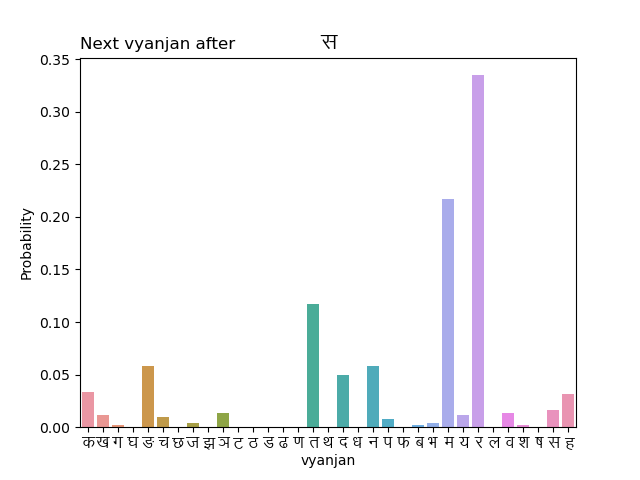 Next vyanjan after स
0.35
0.30
0.25
0.20
0.15
0.10
0.05
0.00
Probability
क ख ग घ ङ च छ ज झ ञ ट ठ ड ढ ण त थ द ध न प फ ब भ म य र ल व श ष स ह
vyanjan